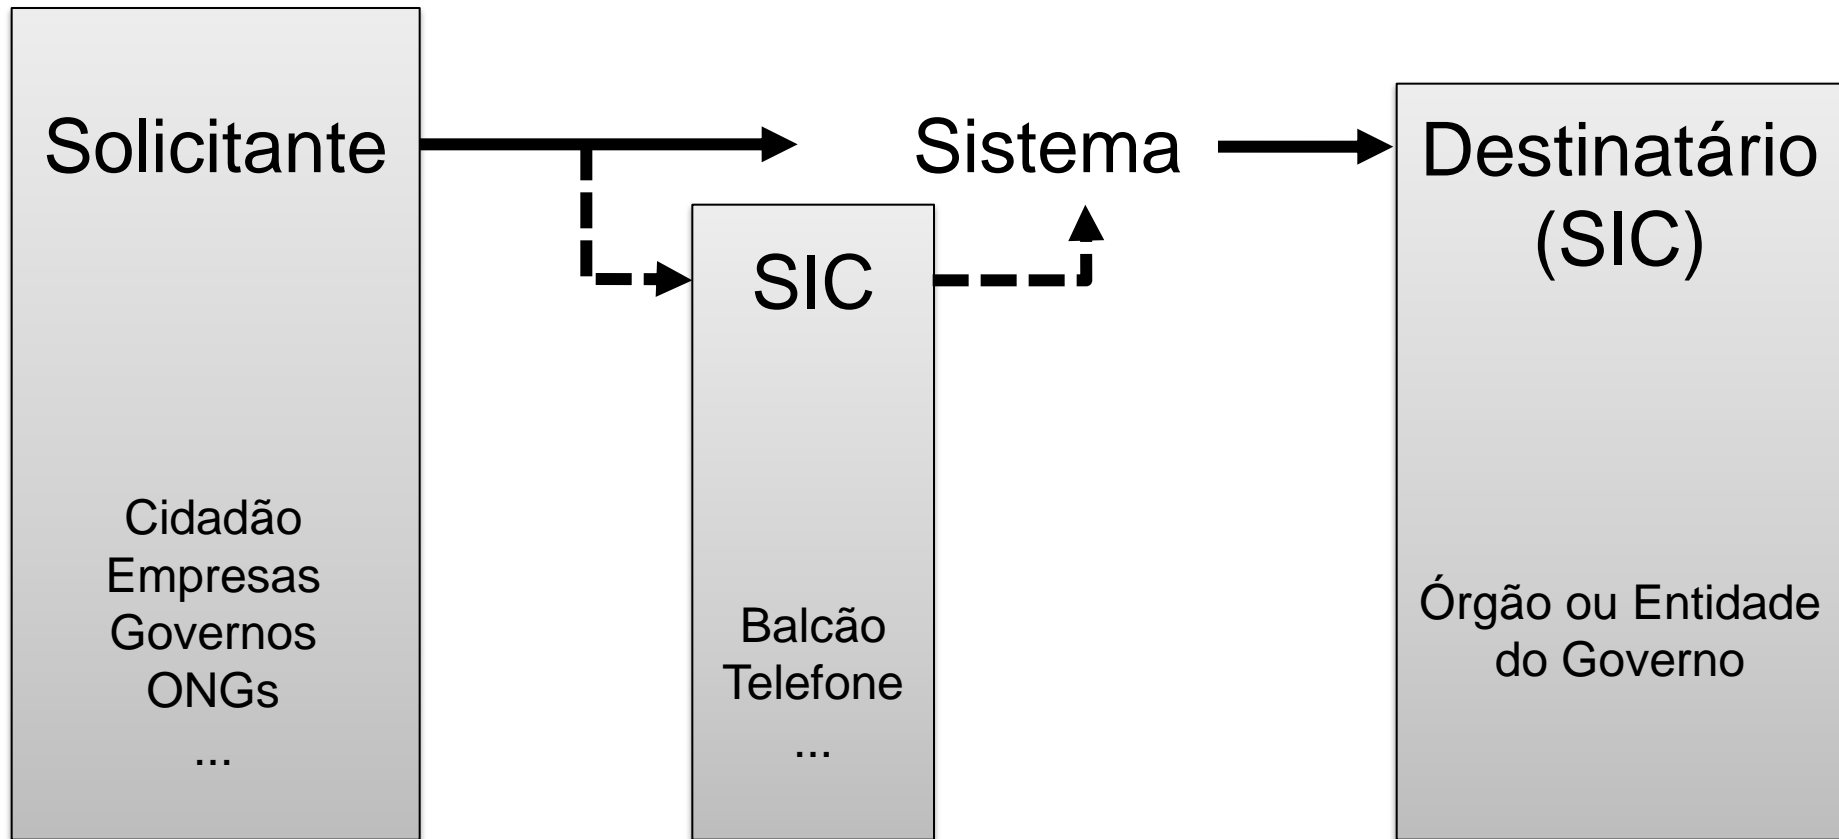 Solicitante
Cidadão
Empresas
Governos
ONGs
...
SIC
Balcão
Telefone
...
Sistema
Destinatário
(SIC)
Órgão ou Entidade
do Governo